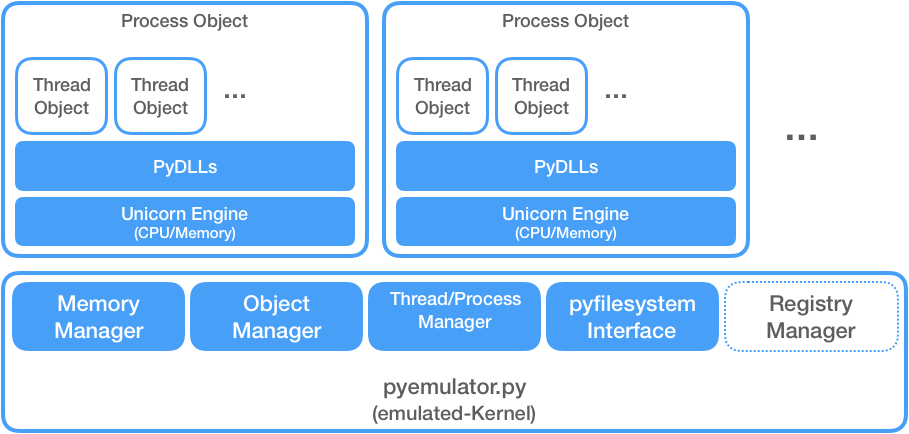 Process Object
Thread
Object
Thread
Object
...
PyDLLs
Unicorn Engine
(CPU/Memory)
Process Object
Thread
Object
Thread
Object
...
PyDLLs
Unicorn Engine
(CPU/Memory)
...
Memory
Manager
Object
Manager
Thread/Process
Manager
pyfilesystem
Interface
Registry
Manager
pyemulator.py
(emulated-Kernel)